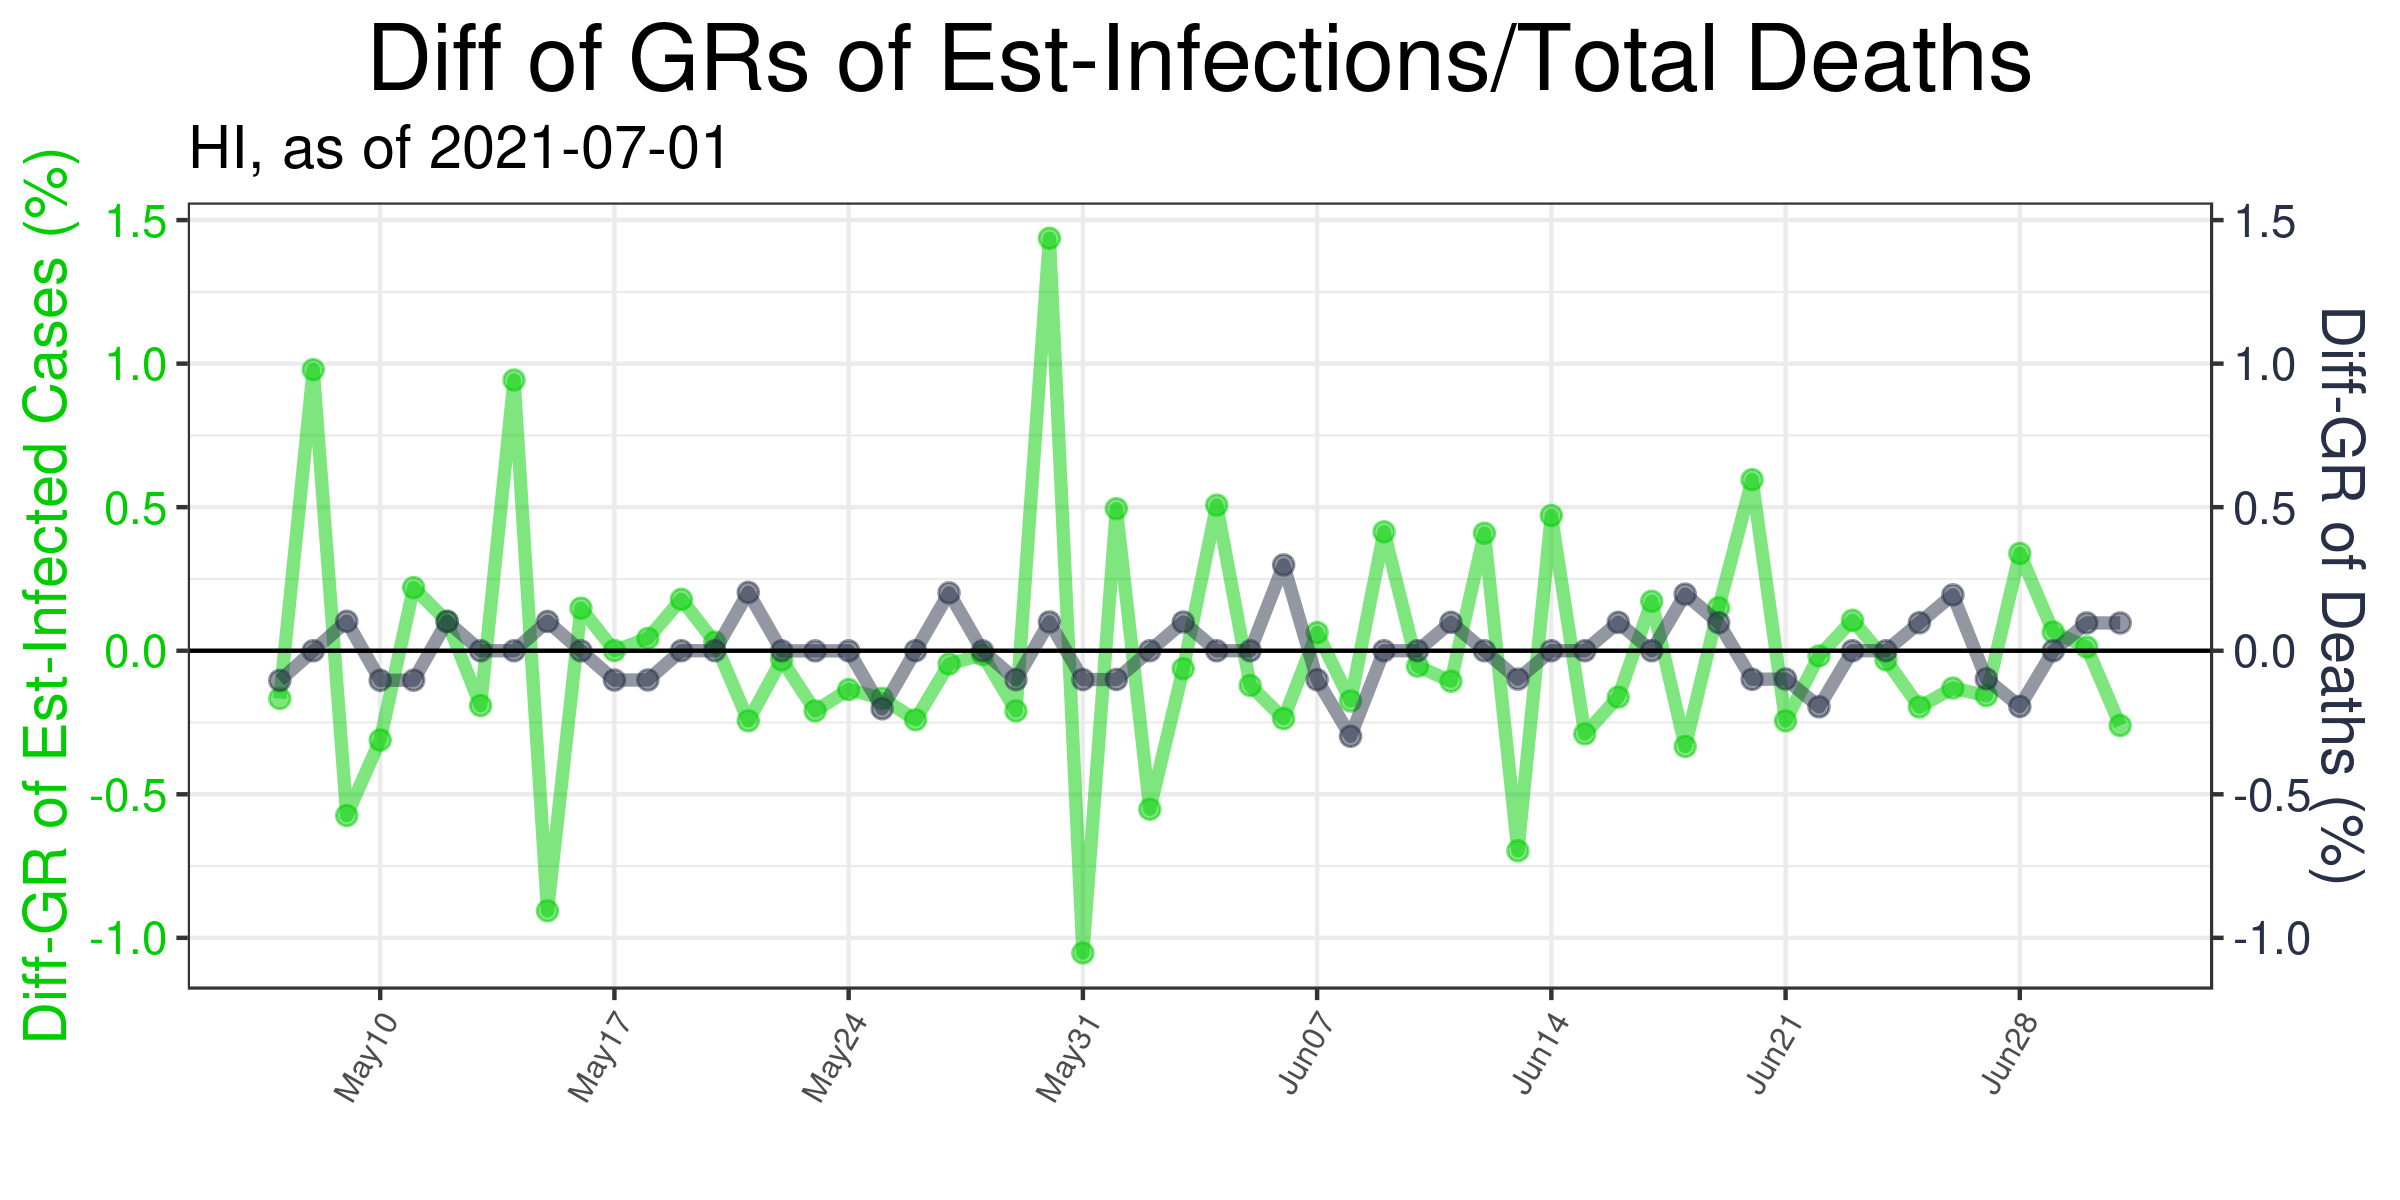 Diff of GRs of Est-Infections/Total Deaths
HI, as of 2021-07-01
Diff-GR of Est-Infected Cases (%)
1.5
1.0
0.5
0.0
-0.5
-1.0
1.5
1.0
0.5
0.0
-0.5
-1.0
Diff-GR of Deaths (%)
May10
May17
May24
May31
Jun07
Jun14
Jun21
Jun28